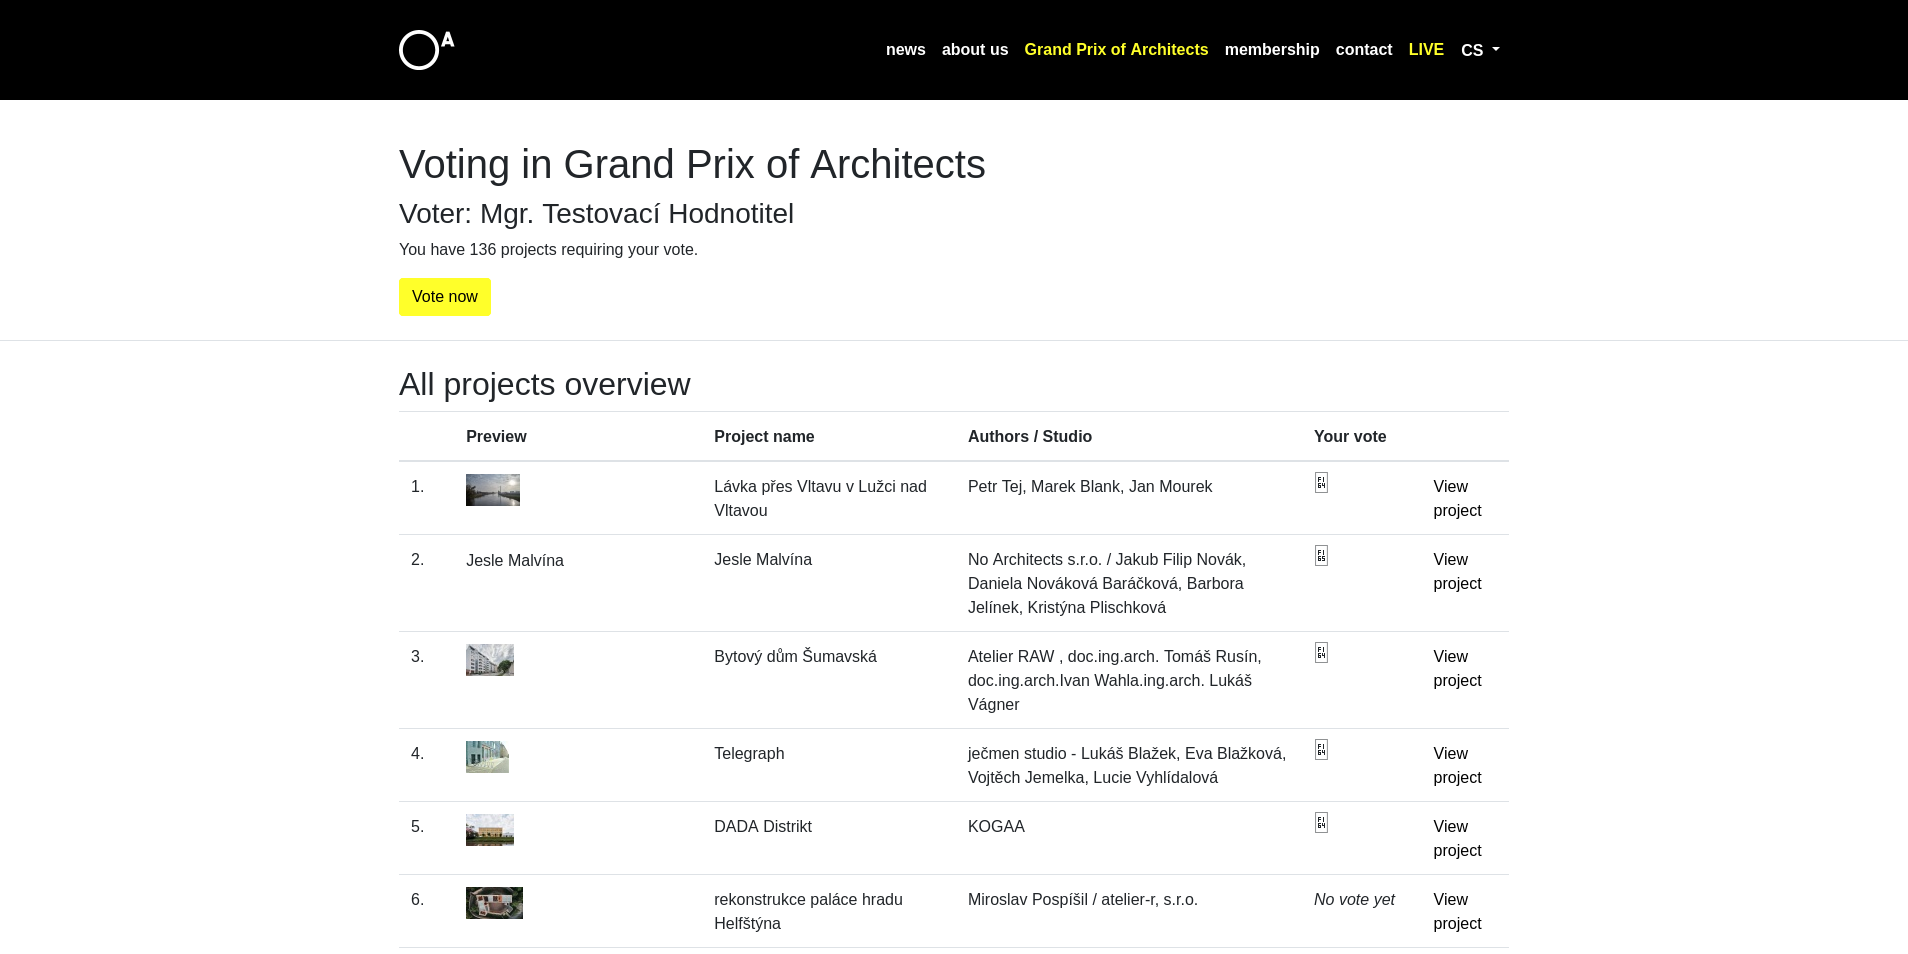 A
news about us Grand Prix of Architects membership contact LIVE CS
Voting in Grand Prix of Architects
Voter: Mgr. Testovací Hodnotitel
You have 136 projects requiring your vote.
Vote now
All projects overview
Preview Project name Authors / Studio Your vote
1. Lávka přes Vltavu v Lužci nad Petr Tej, Marek Blank, Jan Mourek View
Vltavou project
2. Jesle Malvína Jesle Malvína No Architects s.r.o. / Jakub Filip Novák, View
Daniela Nováková Baráčková, Barbora project
Jelínek, Kristýna Plischková
3. Bytový dům Šumavská Atelier RAW , doc.ing.arch. Tomáš Rusín, View
doc.ing.arch.Ivan Wahla.ing.arch. Lukáš project
Vágner
4. Telegraph ječmen studio - Lukáš Blažek, Eva Blažková, View
Vojtěch Jemelka, Lucie Vyhlídalová project
5. DADA Distrikt KOGAA View
project
6. rekonstrukce paláce hradu Miroslav Pospíšil / atelier-r, s.r.o. No vote yet View
Helfštýna project